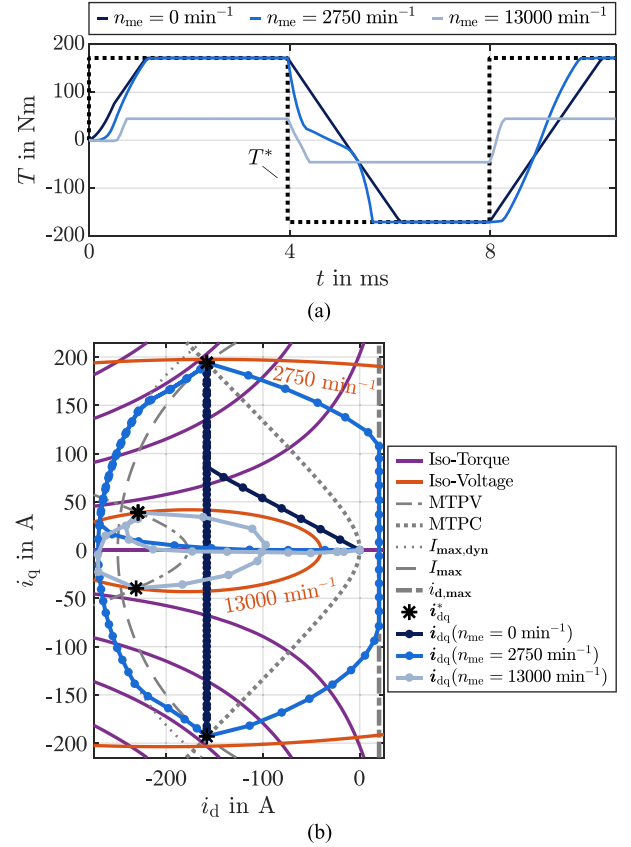 n_me = 0 min⁻¹ n_me = 2750 min⁻¹ n_me = 13000 min⁻¹
200
100
0
-100
-200
T in Nm
T*
0 4 8
t in ms
(a)
200
150
100
50
0
-50
-100
-150
-200
i_q in A
2750 min⁻¹
13000 min⁻¹
-200 -100 0
i_d in A
Iso-Torque
Iso-Voltage
MTPV
MTPC
I_max,dyn
I_max
i_d,max
i*_dq
i_dq(n_me = 0 min⁻¹)
i_dq(n_me = 2750 min⁻¹)
i_dq(n_me = 13000 min⁻¹)
(b)